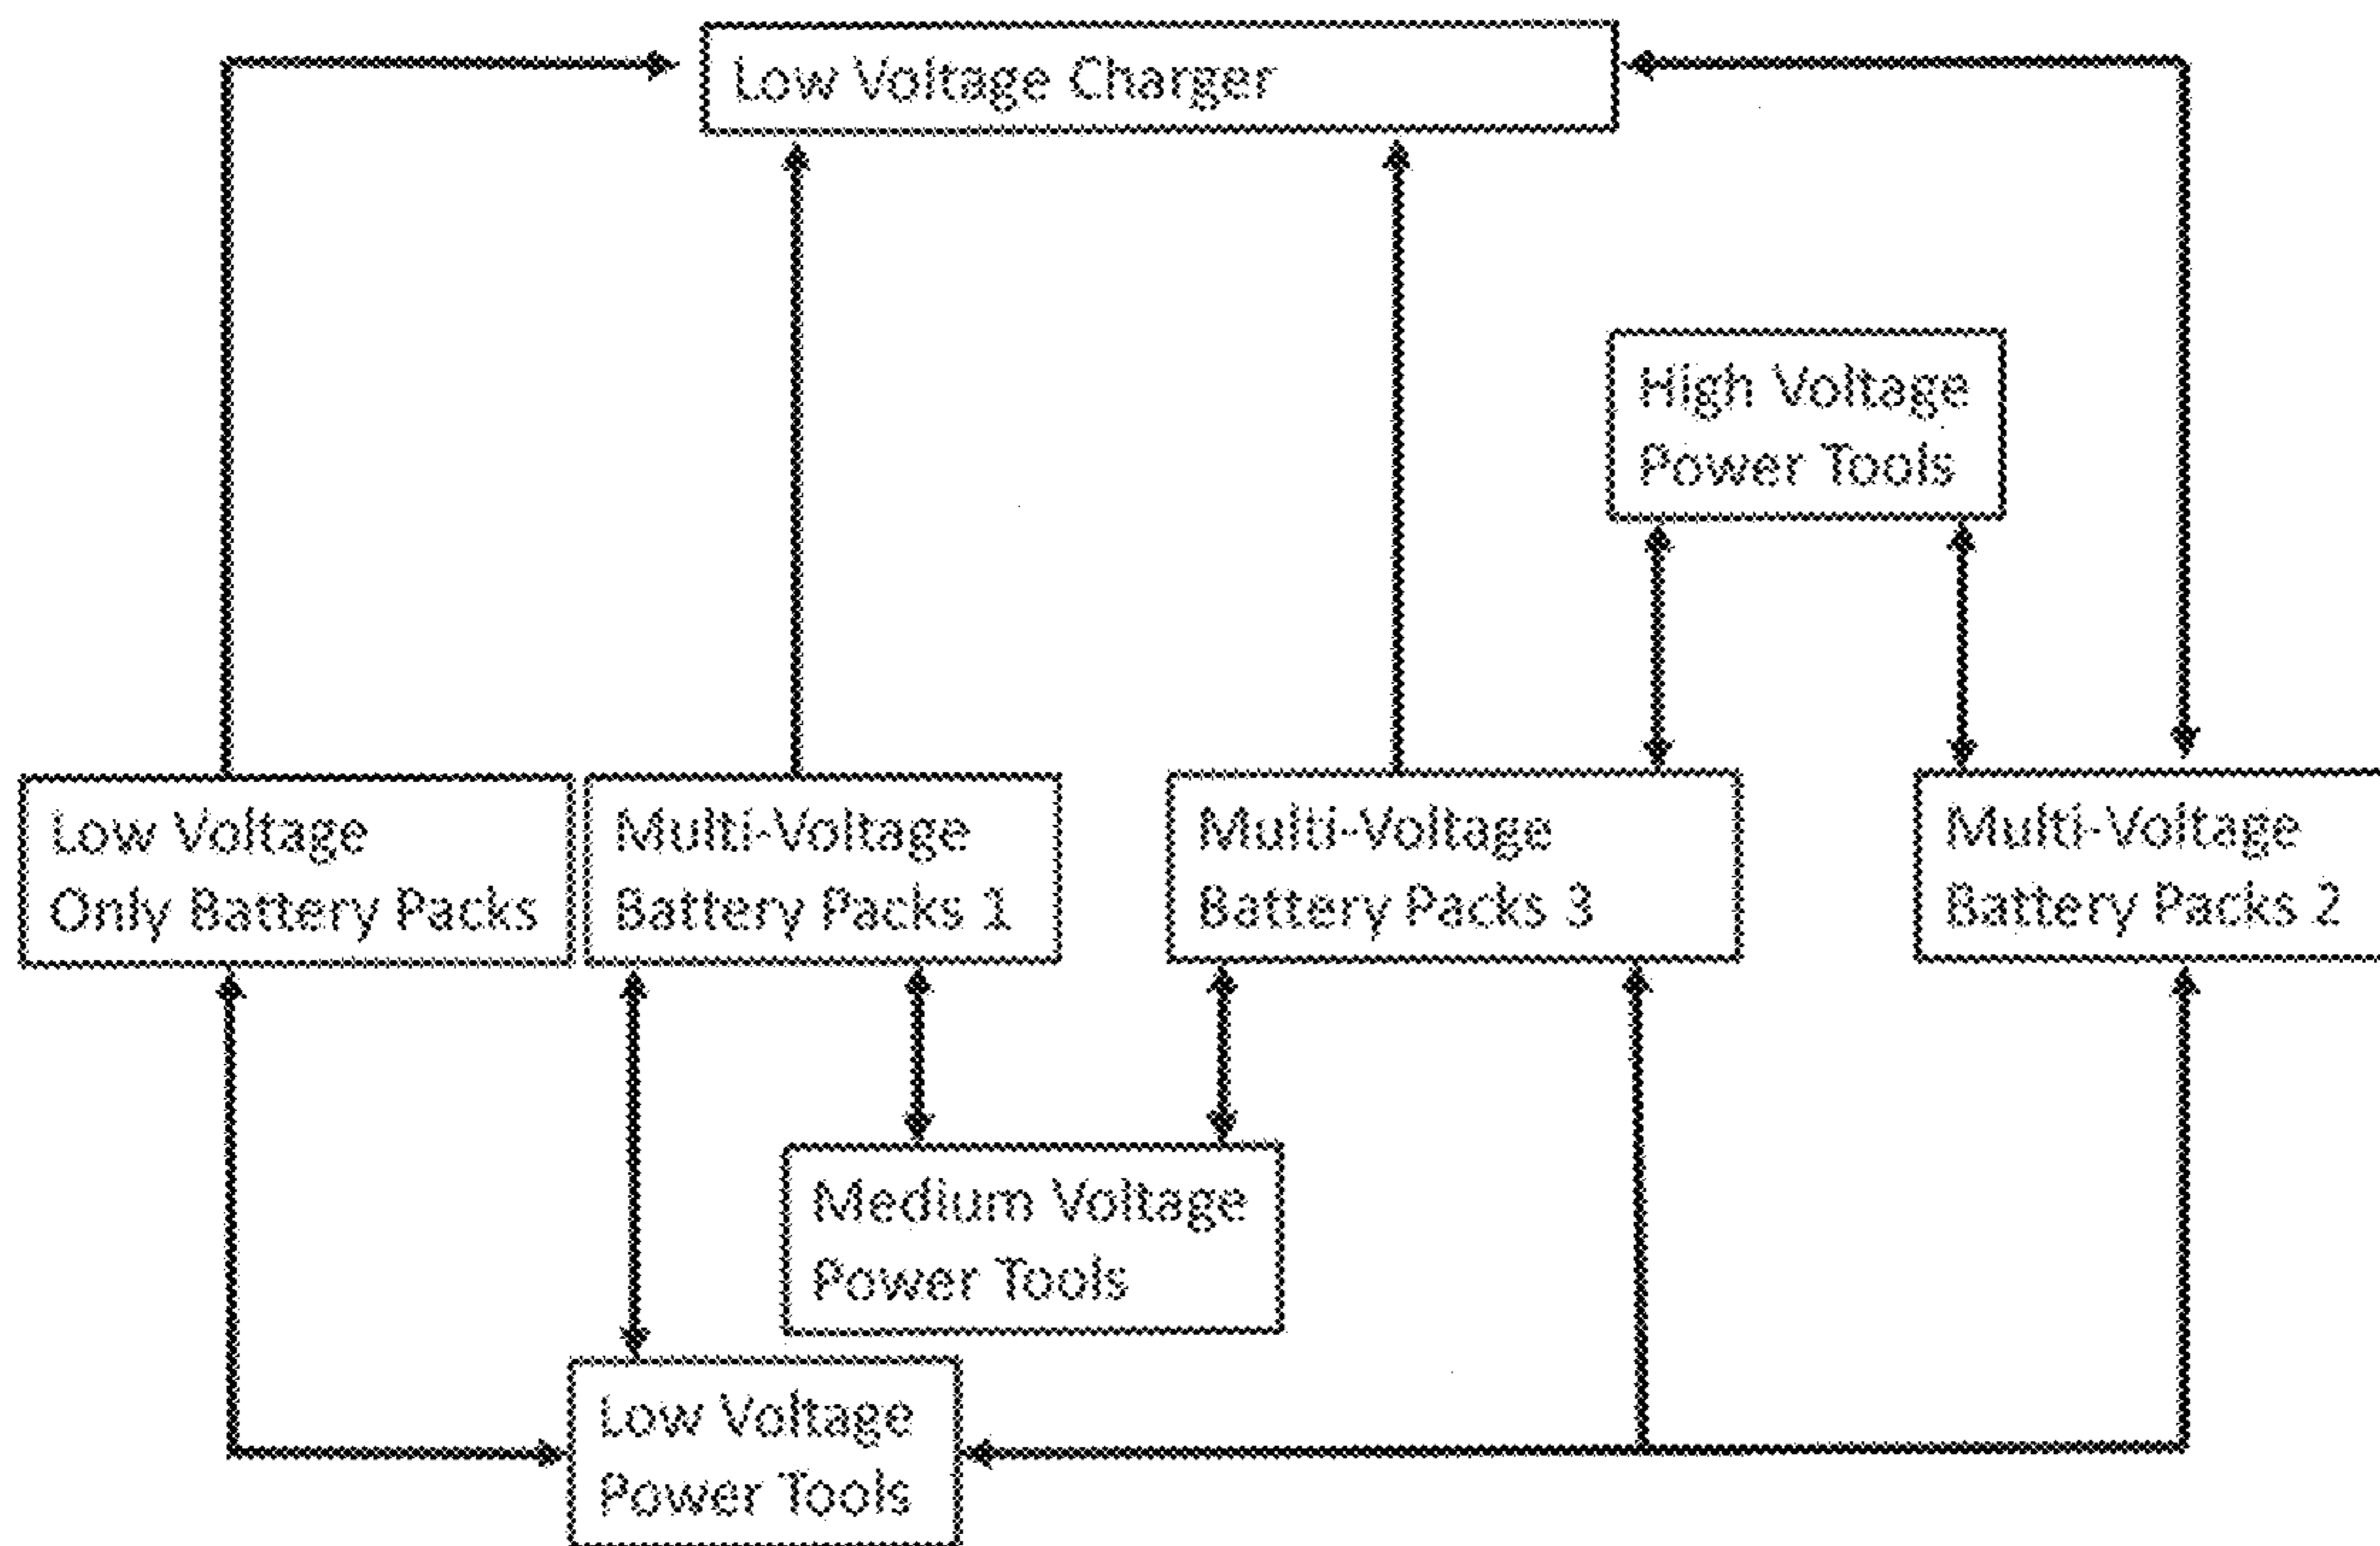 Low Voltage Charger
High Voltage
Power Tools
Low Voltage
Only Battery Packs
Multi-Voltage
Battery Packs 1
Multi-Voltage
Battery Packs 3
Multi-Voltage
Battery Packs 2
Medium Voltage
Power Tools
Low Voltage
Power Tools